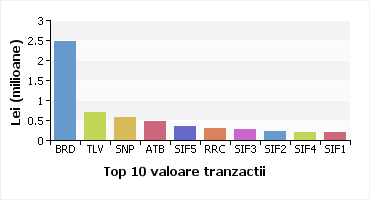 Lei (milioane)
3
2.5
2
1.5
1
0.5
0
BRD TLV SNP ATB SIF5 RRC SIF3 SIF2 SIF4 SIF1
Top 10 valoare tranzactii